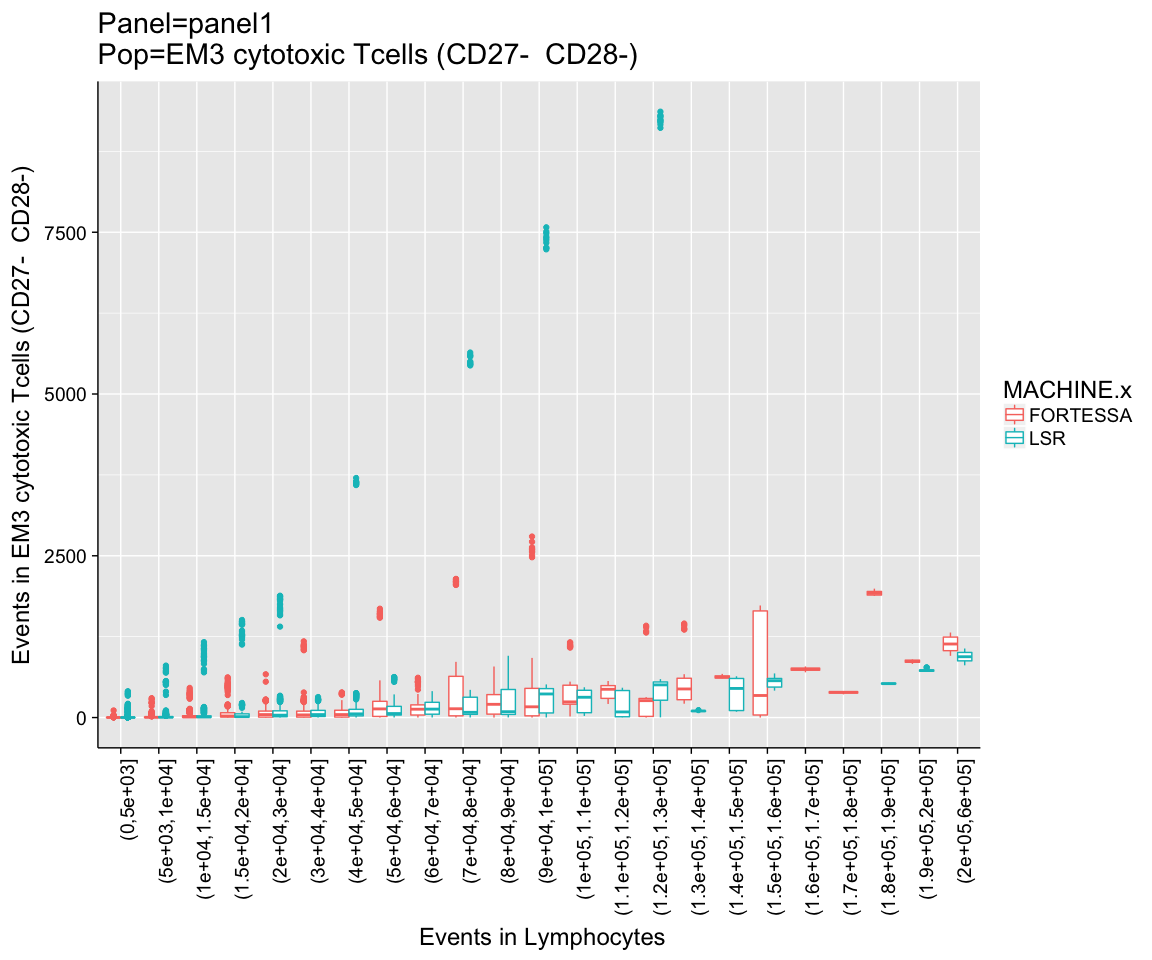 Panel=panel1
Pop=EM3 cytotoxic Tcells (CD27-  CD28-)
Events in EM3 cytotoxic Tcells (CD27-  CD28-)
7500
5000
2500
0
(0,5e+03]
(5e+03,1e+04]
(1e+04,1.5e+04]
(1.5e+04,2e+04]
(2e+04,3e+04]
(3e+04,4e+04]
(4e+04,5e+04]
(5e+04,6e+04]
(6e+04,7e+04]
(7e+04,8e+04]
(8e+04,9e+04]
(9e+04,1e+05]
(1e+05,1.1e+05]
(1.1e+05,1.2e+05]
(1.2e+05,1.3e+05]
(1.3e+05,1.4e+05]
(1.4e+05,1.5e+05]
(1.5e+05,1.6e+05]
(1.6e+05,1.7e+05]
(1.7e+05,1.8e+05]
(1.8e+05,1.9e+05]
(1.9e+05,2e+05]
(2e+05,6e+05]
Events in Lymphocytes
MACHINE.x
FORTESSA
LSR